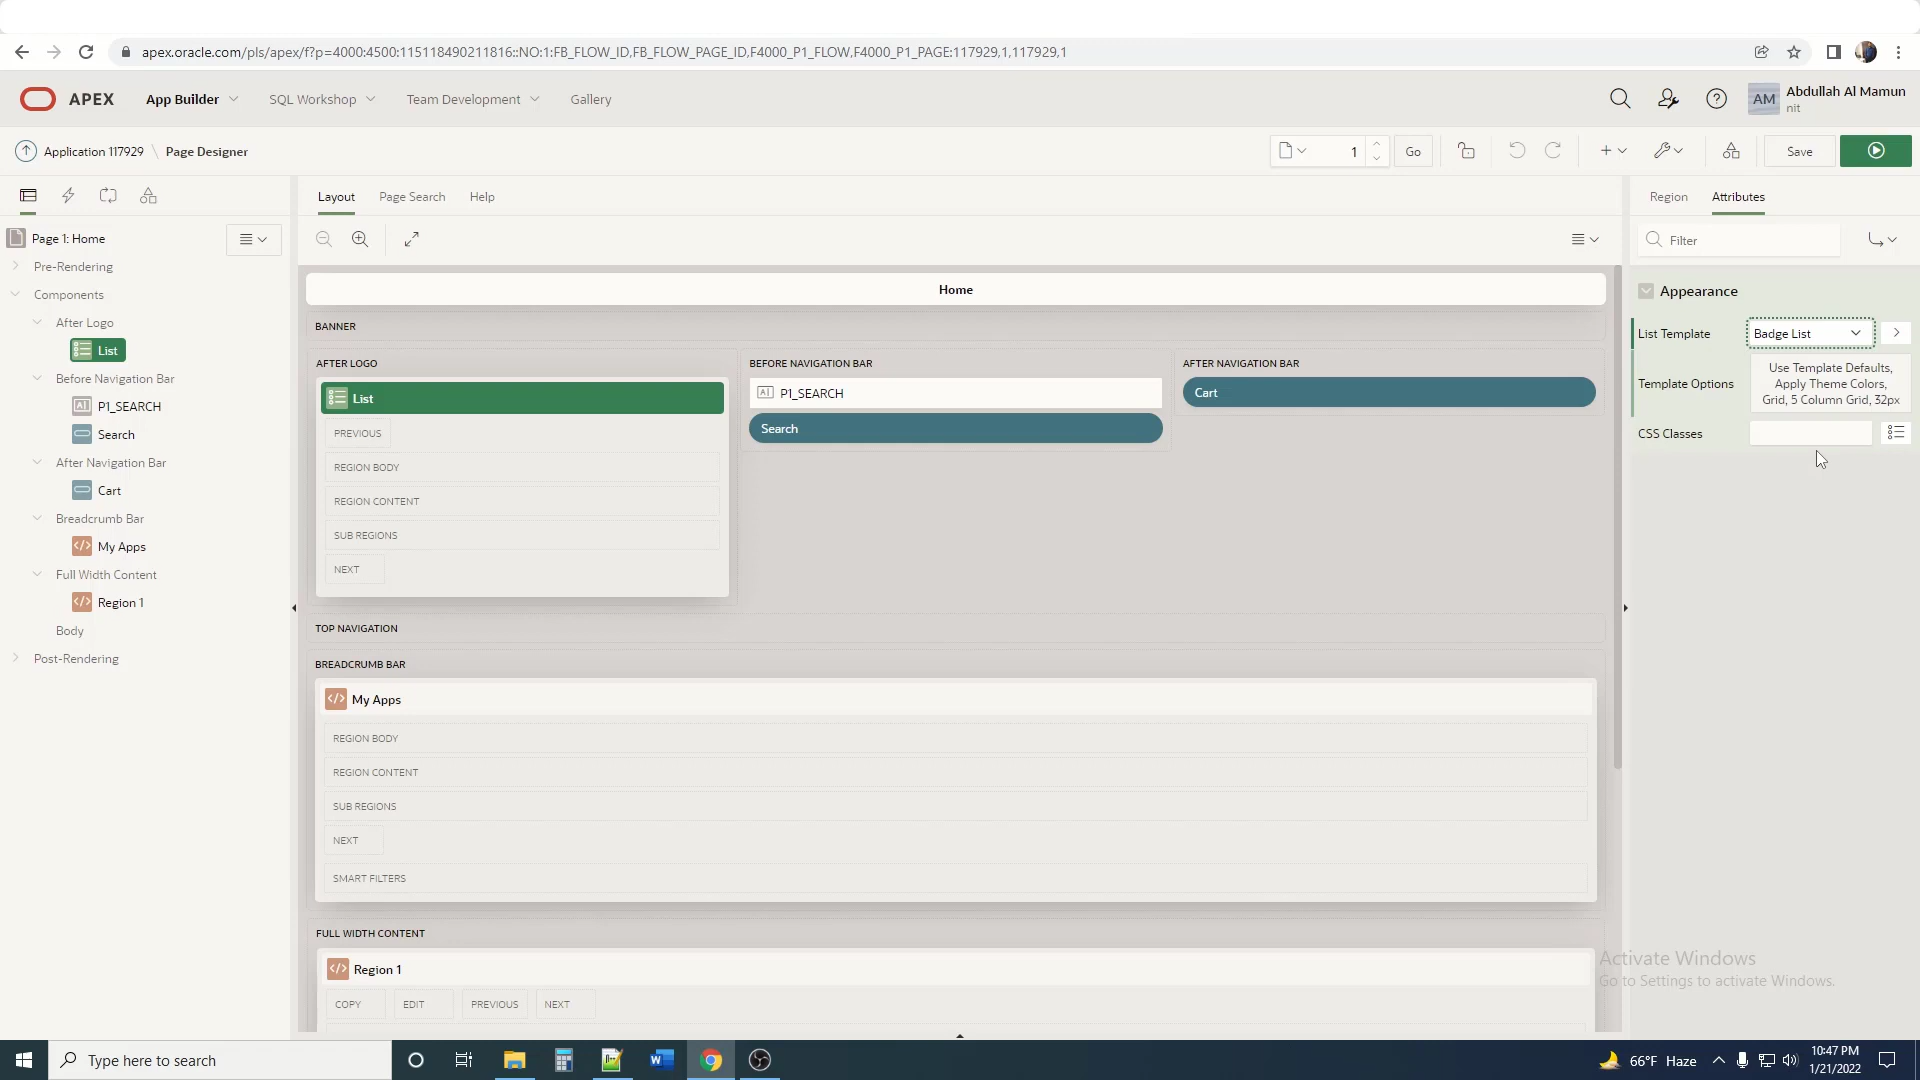 apex.oracle.com/pls/apex/f?p=4000:4500:115118490211816::NO:1:FB_FLOW_ID,FB_FLOW_PAGE_ID,F4000_P1_FLOW,F4000_P1_PAGE:117929,1,117929,1
APEX App Builder SQL Workshop Team Development Gallery
AM Abdullah Al Mamun
nit
Application 117929 \ Page Designer 1 Go Save
Layout Page Search Help
Region Attributes
Page 1: Home
Pre-Rendering
Components
After Logo
List
Before Navigation Bar
P1_SEARCH
Search
After Navigation Bar
Cart
Breadcrumb Bar
My Apps
Full Width Content
Region 1
Body
Post-Rendering
Home
BANNER
AFTER LOGO
List
PREVIOUS
REGION BODY
REGION CONTENT
SUB REGIONS
NEXT
BEFORE NAVIGATION BAR
P1_SEARCH
Search
AFTER NAVIGATION BAR
Cart
TOP NAVIGATION
BREADCRUMB BAR
My Apps
REGION BODY
REGION CONTENT
SUB REGIONS
NEXT
SMART FILTERS
FULL WIDTH CONTENT
Region 1
COPY EDIT PREVIOUS NEXT
Filter
Appearance
List Template Badge List
Template Options Use Template Defaults,
Apply Theme Colors,
Grid, 5 Column Grid, 32px
CSS Classes
Activate Windows
Go to Settings to activate Windows.
Type here to search
66°F Haze
10:47 PM
1/21/2022